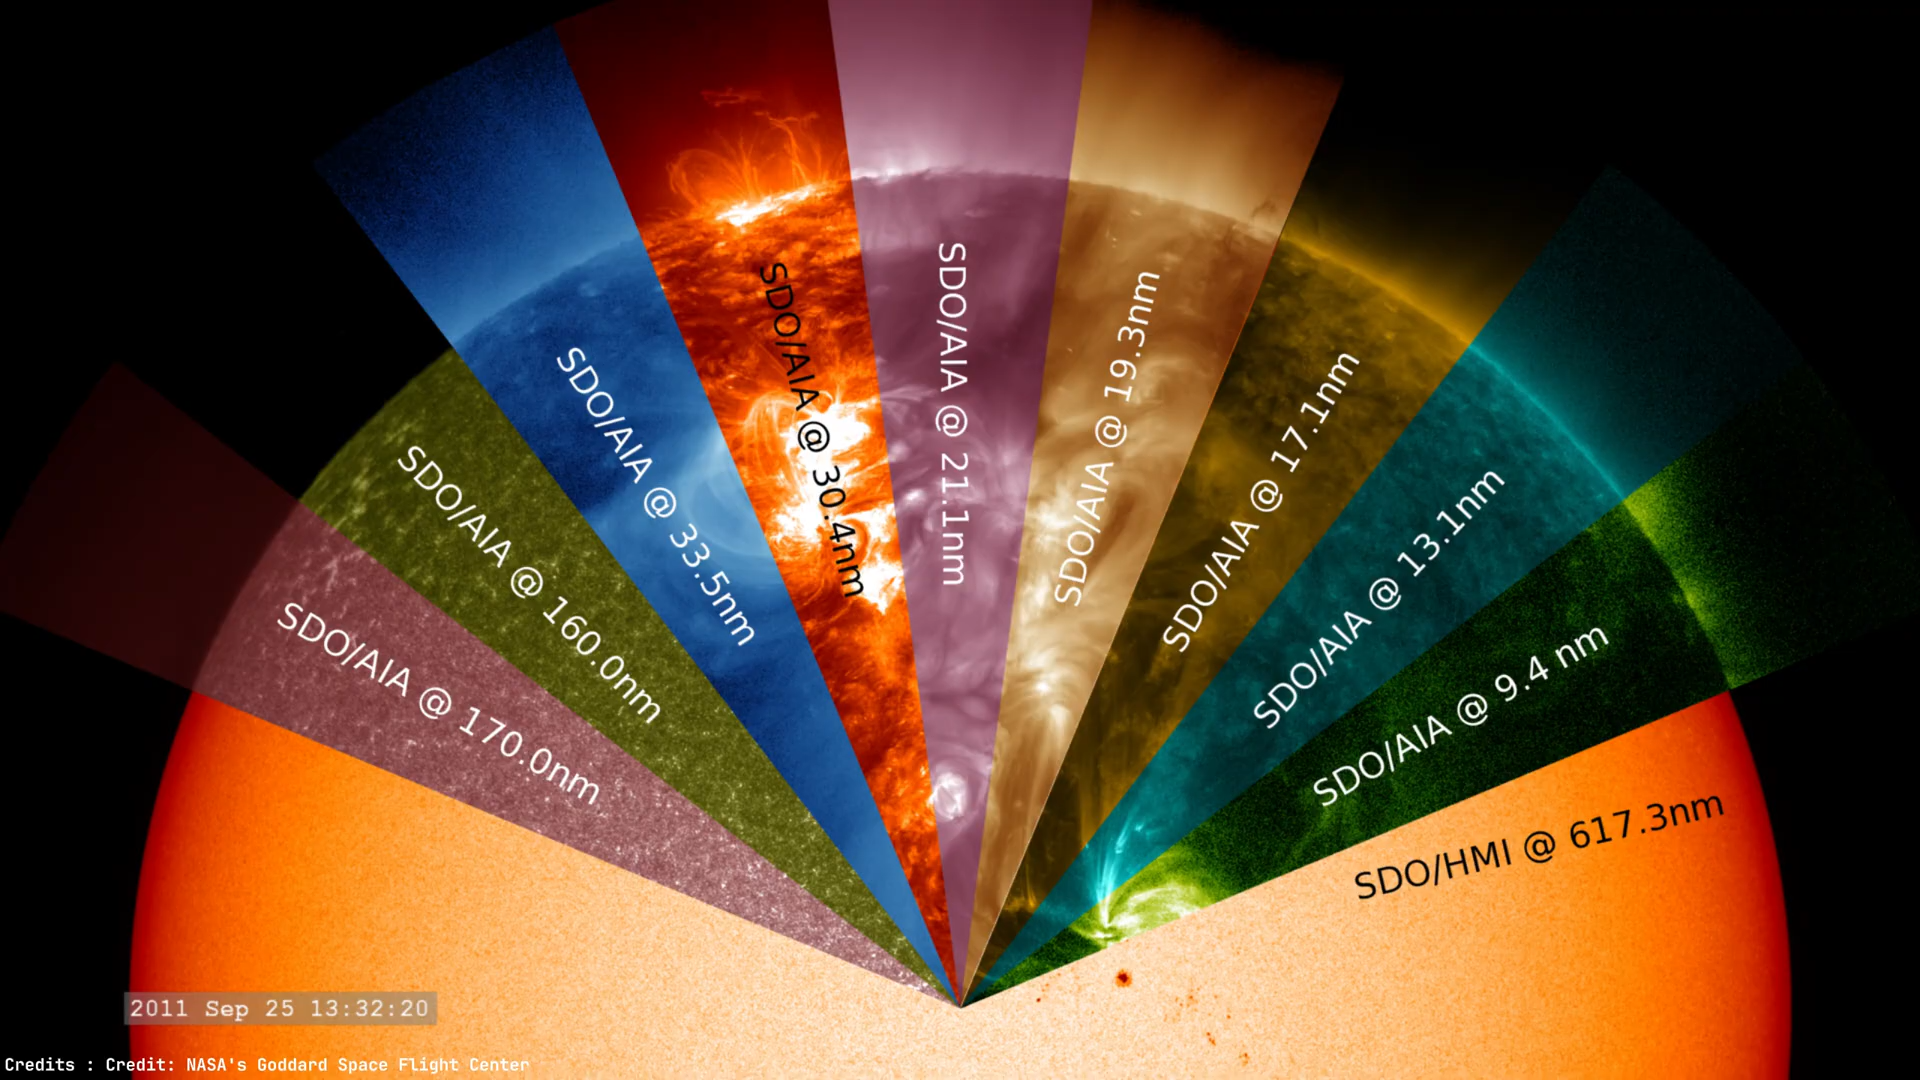 SDO/AIA @ 170.0nm
SDO/AIA @ 160.0nm
SDO/AIA @ 33.5nm
SDO/AIA @ 30.4nm
SDO/AIA @ 21.1nm
SDO/AIA @ 19.3nm
SDO/AIA @ 17.1nm
SDO/AIA @ 13.1nm
SDO/AIA @ 9.4 nm
SDO/HMI @ 617.3nm
2011 Sep 25 13:32:20
Credits : Credit: NASA's Goddard Space Flight Center